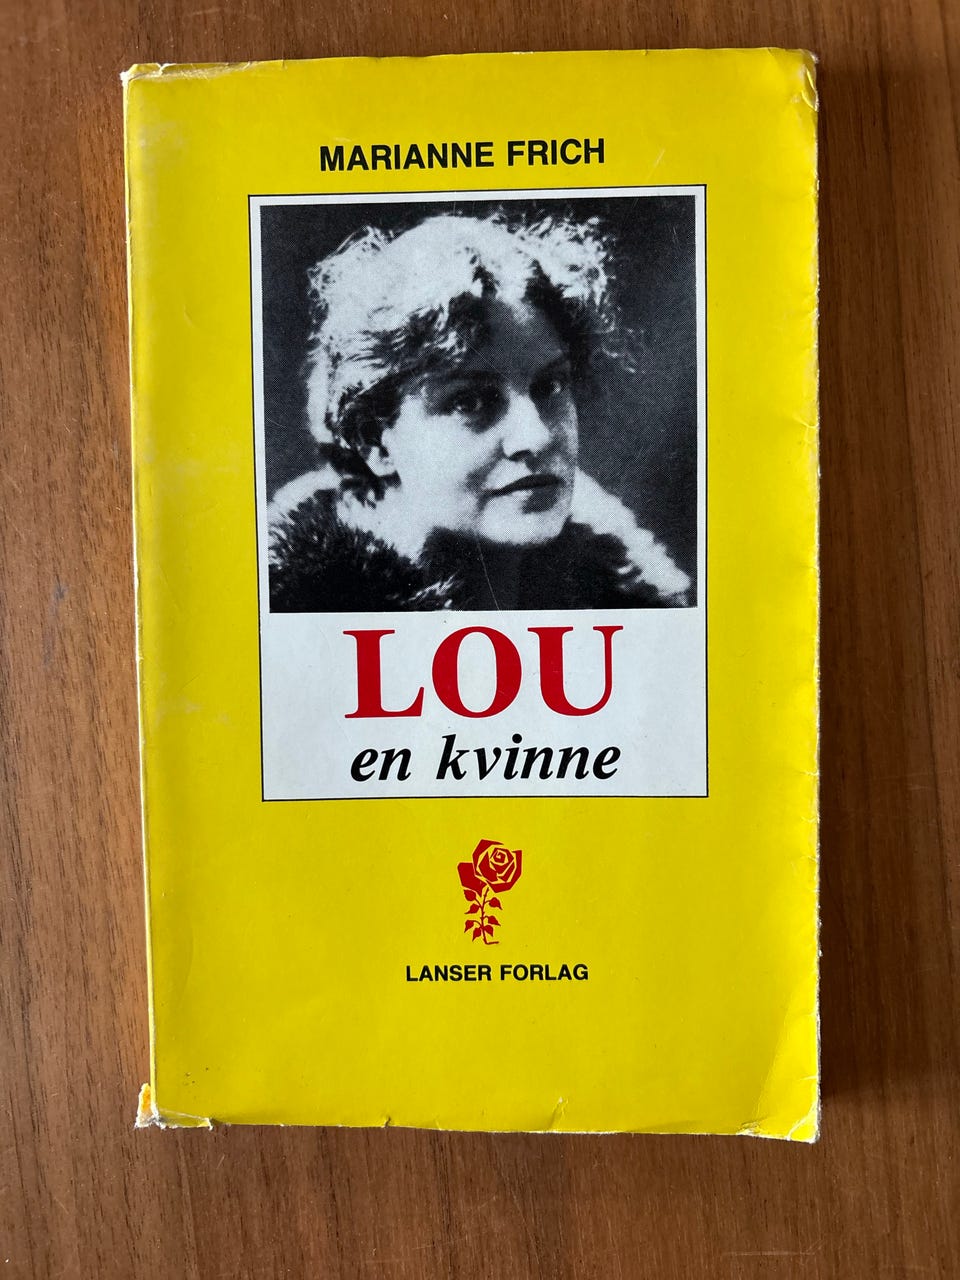 MARIANNE FRICH
LOU
en kvinne
LANSER FORLAG